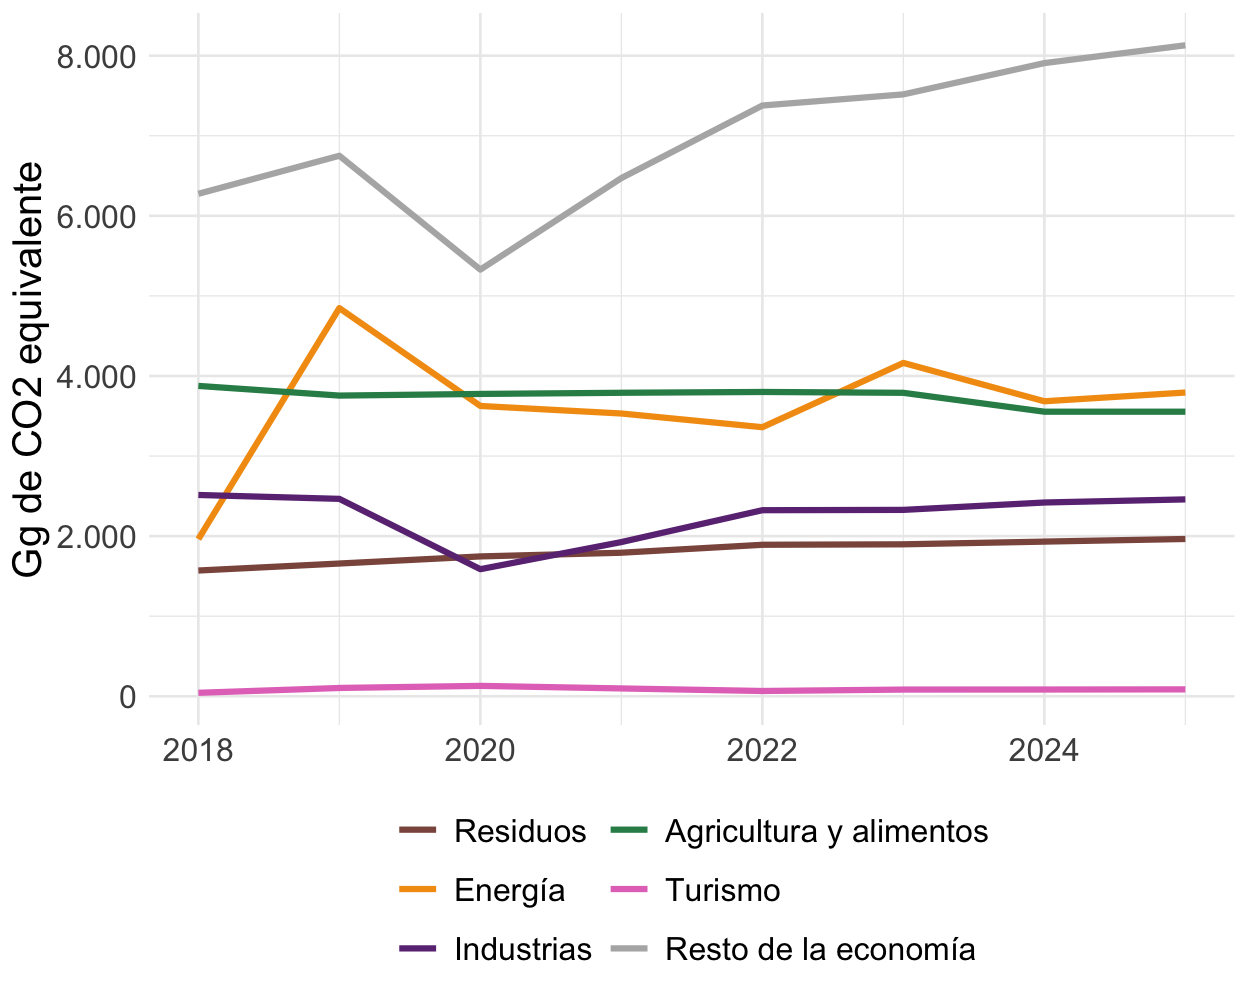 Gg de CO2 equivalente
8.000
6.000
4.000
2.000
0
2018 2020 2022 2024
Residuos Agricultura y alimentos
Energía Turismo
Industrias Resto de la economía